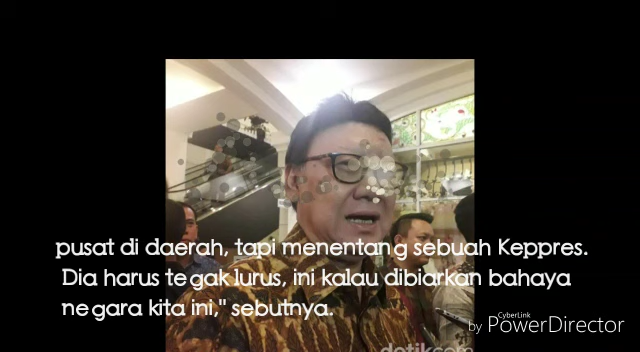 pusat di daerah, tapi menentang sebuah Keppres.
Dia harus tegak lurus, ini kalau dibiarkan bahaya
negara kita ini," sebutnya.
CyberLink
by PowerDirector
detikcom